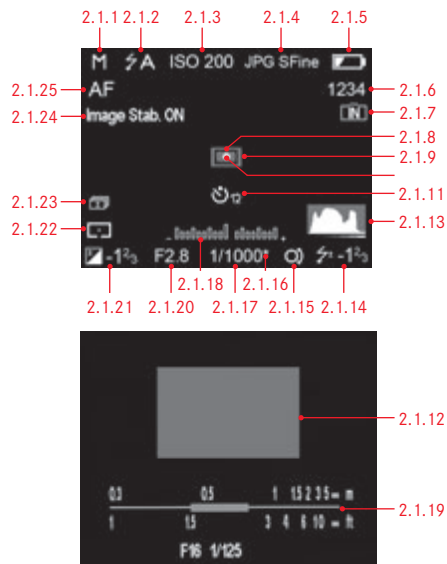 2.1.1 2.1.2 2.1.3 2.1.4 2.1.5
M ⚡A ISO 200 JPG SFine
2.1.25 AF 1234 2.1.6
2.1.24 Image Stab. ON IN 2.1.7
2.1.8
2.1.9
12 2.1.11
2.1.23
2.1.22 2.1.13
- +
-1 2/3 F2.8 1/1000 -1 2/3
2.1.21 2.1.20 2.1.18 2.1.17 2.1.16 2.1.15 2.1.14
2.1.12
0.3 0.5 1 1.5 2 3 5 ∞ m
2.1.19
1 1.5 3 4 6 10 ∞ ft
F16 1/125